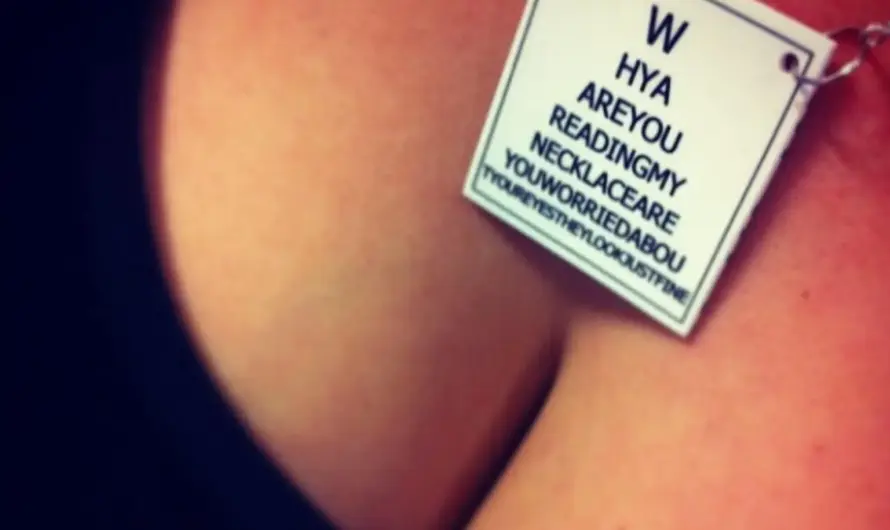 W
HYA
AREYOU
READINGMY
NECKLACEARE
YOUWORRIEDABOU
TYOUREYESTHEYLOOKJUSTFINE